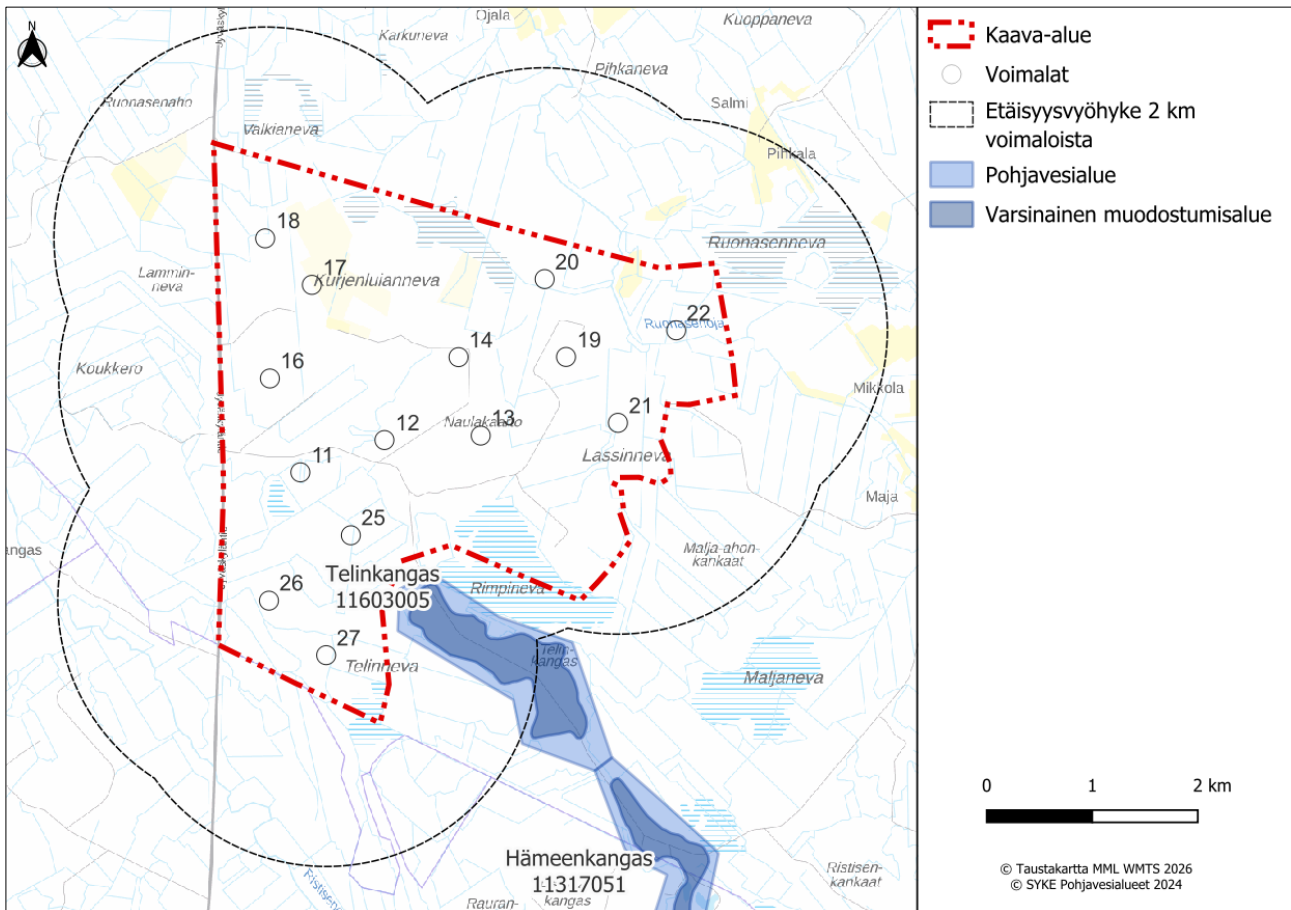 N
Ojala
Kuoppaneva
Karkuneva
Pihkaneva
Ruonasenaho
Salmi
Valkianeva
Pihkala
18
Ruonasenneva
Lammin-
neva
17
Kurjenluianneva
20
22
Ruonasenoja
14
19
16
Koukkero
Mikkola
21
13
Naulakaaho
12
Lassinneva
11
Maja
25
angas
Malja-ahon-
kankaat
Telinkangas
11603005
Rimpineva
26
Telin-
kangas
27
Telinneva
Maljaneva
Hämeenkangas
11317051
Rauran-
kangas
Ristisen-
kankaat
Kaava-alue
Voimalat
Etäisyysvyöhyke 2 km
voimaloista
Pohjavesialue
Varsinainen muodostumisalue
0 1 2 km
© Taustakartta MML WMTS 2026
© SYKE Pohjavesialueet 2024